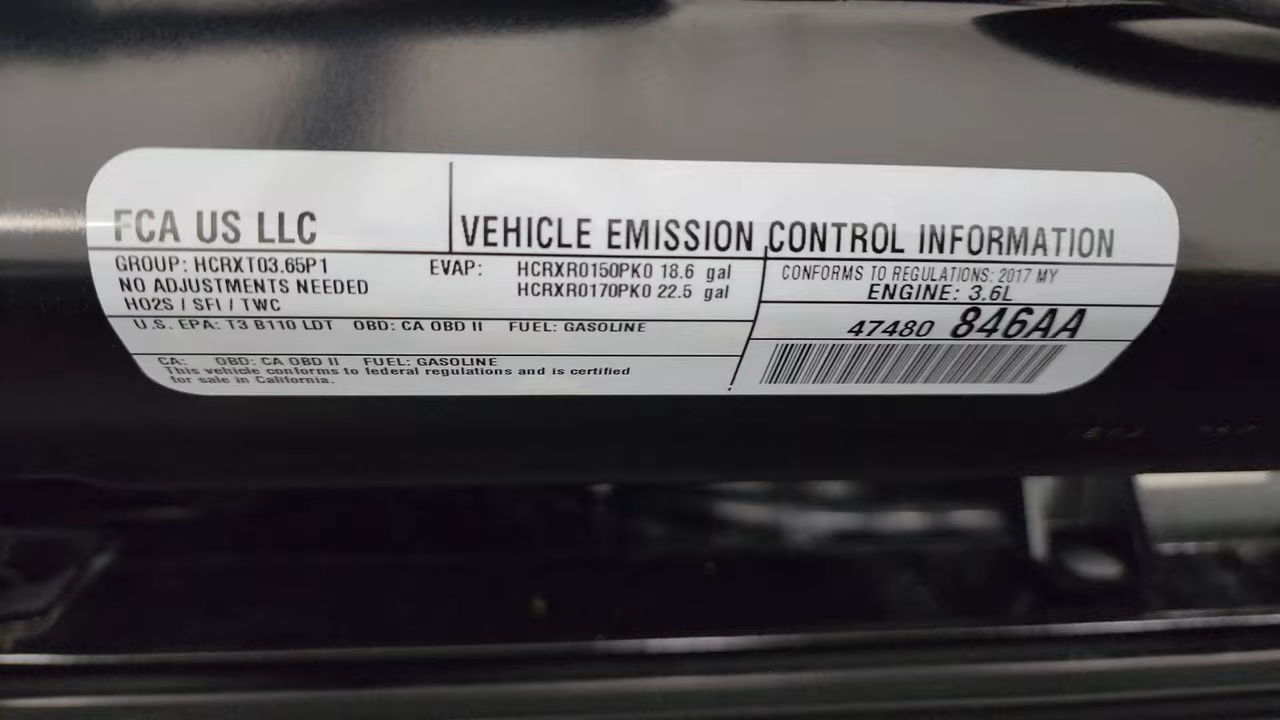 FCA US LLC
VEHICLE EMISSION CONTROL INFORMATION
GROUP: HCRXT03.65P1
NO ADJUSTMENTS NEEDED
HO2S / SFI / TWC
EVAP: HCRXR0150PK0 18.6 gal
HCRXR0170PK0 22.5 gal
CONFORMS TO REGULATIONS: 2017 MY
ENGINE: 3.6L
U.S. EPA: T3 B110 LDT OBD: CA OBD II FUEL: GASOLINE
47480 846AA
CA: OBD: CA OBD II FUEL: GASOLINE
This vehicle conforms to federal regulations and is certified
for sale in California.